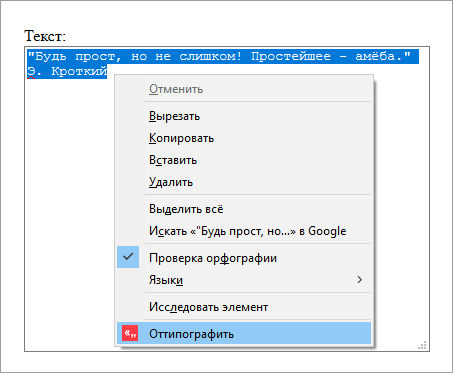 Текст:
"Будь прост, но не слишком! Простейшее – амёба."
Э. Кроткий
Отменить
Вырезать
Копировать
Вставить
Удалить
Выделить всё
Искать «"Будь прост, но...» в Google
Проверка орфографии
Языки
Исследовать элемент
«„ Оттипографить